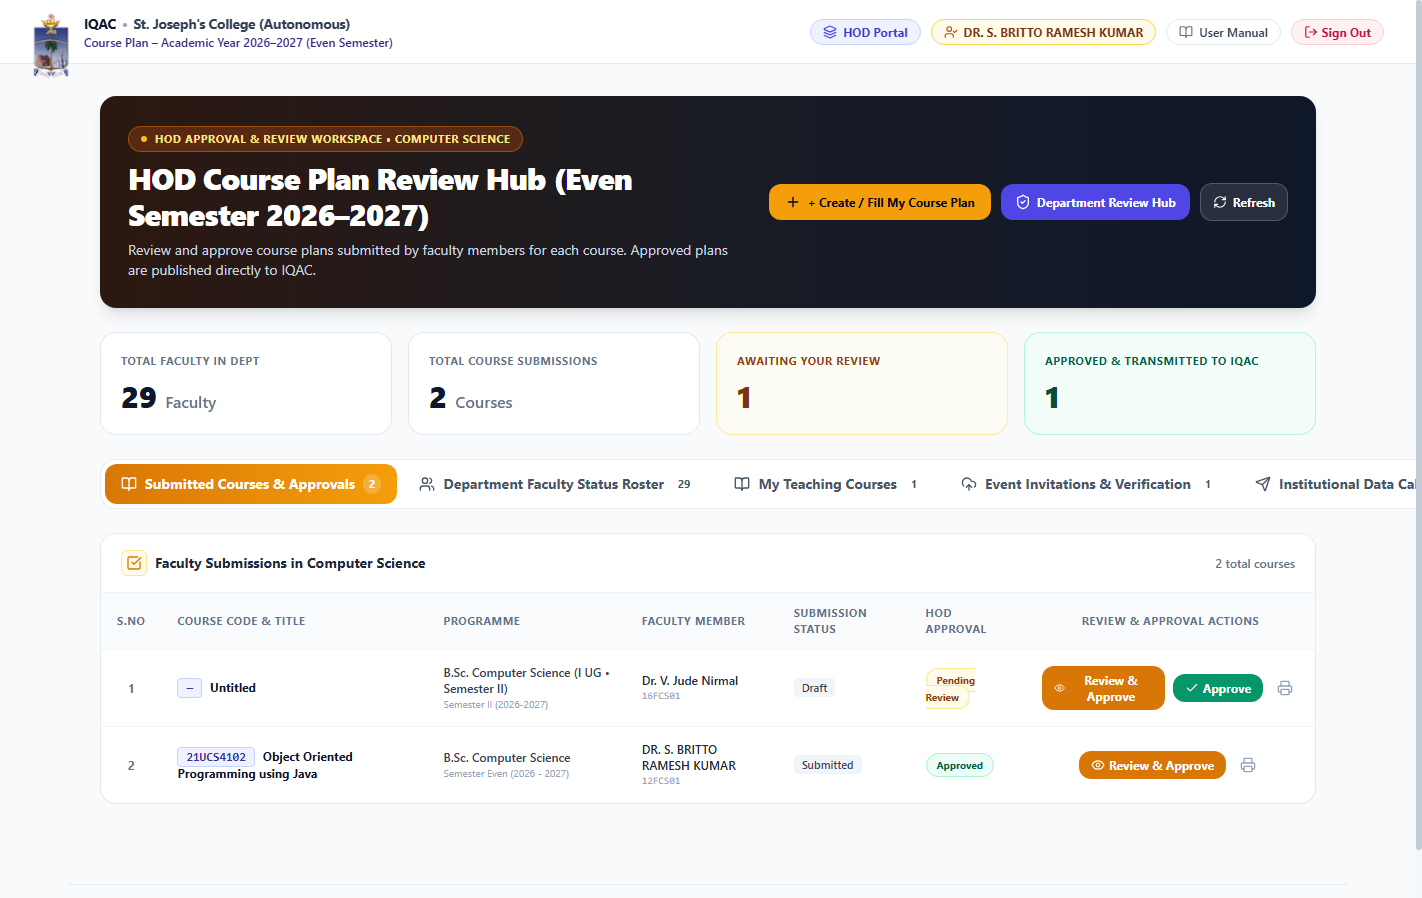 IQAC • St. Joseph's College (Autonomous)
Course Plan – Academic Year 2026–2027 (Even Semester)
HOD Portal
DR. S. BRITTO RAMESH KUMAR
User Manual
Sign Out
HOD APPROVAL & REVIEW WORKSPACE • COMPUTER SCIENCE
HOD Course Plan Review Hub (Even
Semester 2026–2027)
Review and approve course plans submitted by faculty members for each course. Approved plans
are published directly to IQAC.
+ Create / Fill My Course Plan
Department Review Hub
Refresh
TOTAL FACULTY IN DEPT
29 Faculty
TOTAL COURSE SUBMISSIONS
2 Courses
AWAITING YOUR REVIEW
1
APPROVED & TRANSMITTED TO IQAC
1
Submitted Courses & Approvals 2
Department Faculty Status Roster 29
My Teaching Courses 1
Event Invitations & Verification 1
Institutional Data Cal
Faculty Submissions in Computer Science
2 total courses
S.NO
COURSE CODE & TITLE
PROGRAMME
FACULTY MEMBER
SUBMISSION
STATUS
HOD
APPROVAL
REVIEW & APPROVAL ACTIONS
1
– Untitled
B.Sc. Computer Science (I UG •
Semester II)
Semester II (2026-2027)
Dr. V. Jude Nirmal
16FCS01
Draft
Pending
Review
Review &
Approve
Approve
2
21UCS4102 Object Oriented
Programming using Java
B.Sc. Computer Science
Semester Even (2026 - 2027)
DR. S. BRITTO
RAMESH KUMAR
12FCS01
Submitted
Approved
Review & Approve